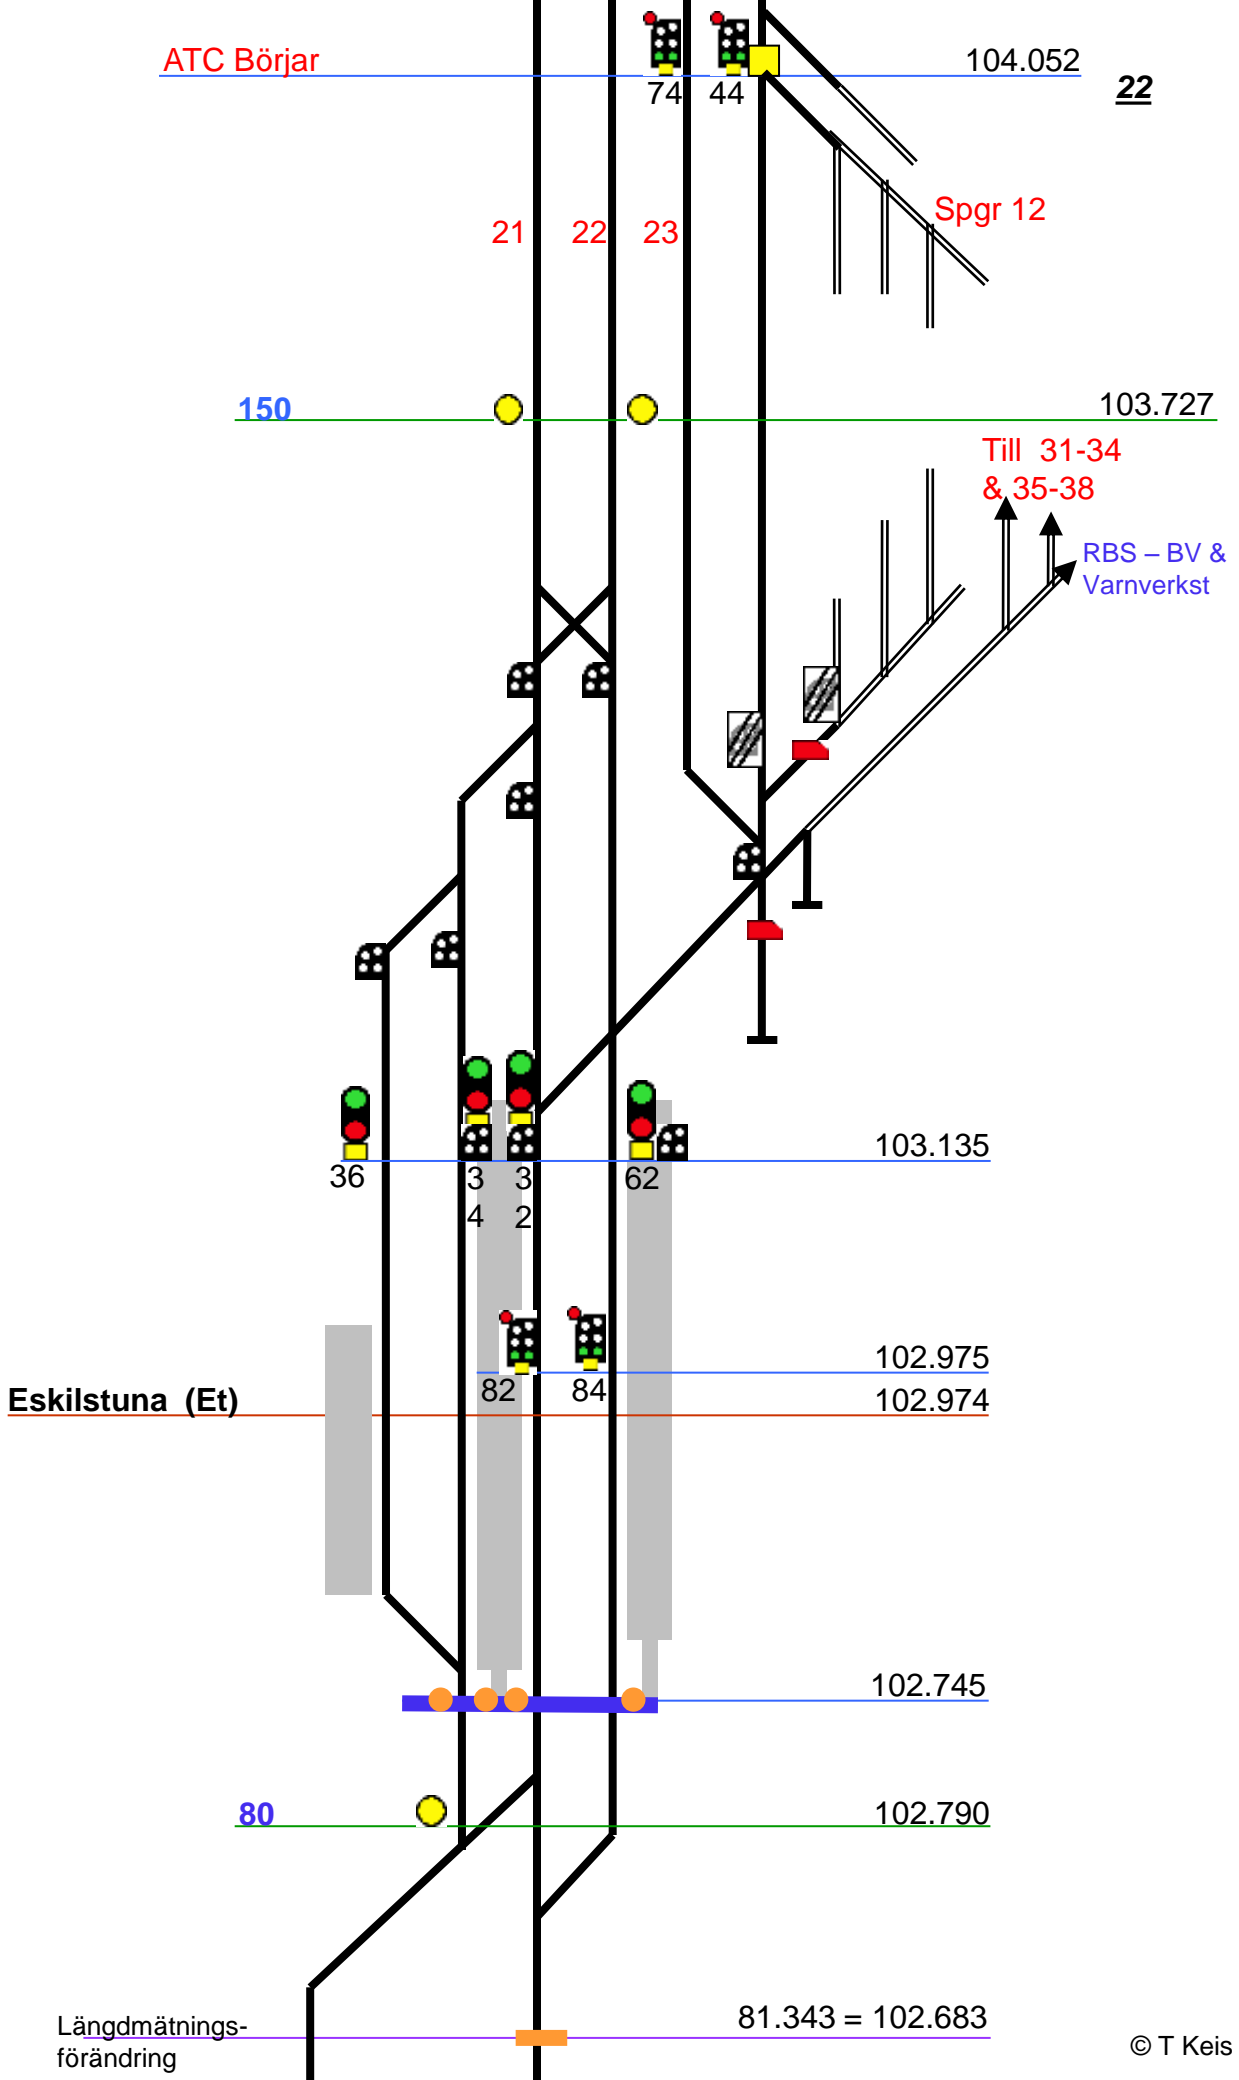 ATC Börjar
104.052
74 44
22
21 22 23
Spgr 12
150
103.727
Till 31-34
& 35-38
RBS – BV &
Varnverkst
103.135
36 3 3 62
4 2
102.975
82 84
Eskilstuna (Et)
102.974
102.745
80
102.790
81.343 = 102.683
Längdmätnings-
förändring
© T Keis